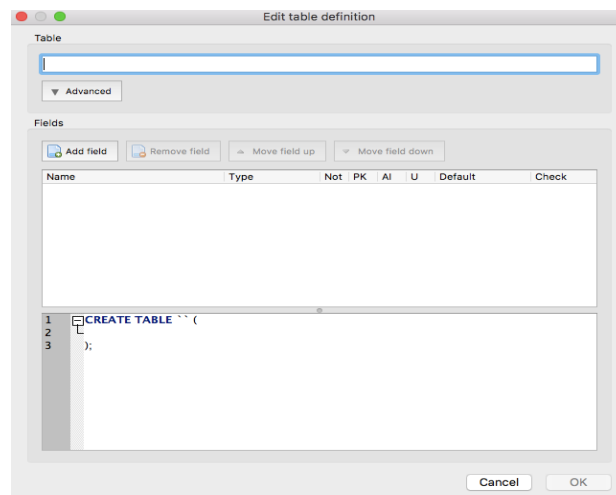 Edit table definition
Table
Advanced
Fields
Add field Remove field Move field up Move field down
Name Type Not PK AI U Default Check
1 CREATE TABLE `` (
2
3 );
Cancel OK